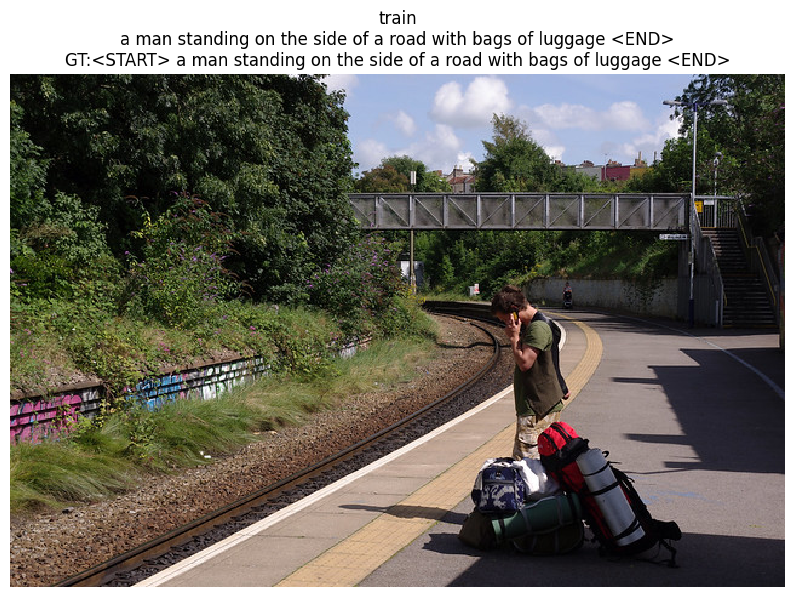 train
a man standing on the side of a road with bags of luggage <END>
GT:<START> a man standing on the side of a road with bags of luggage <END>